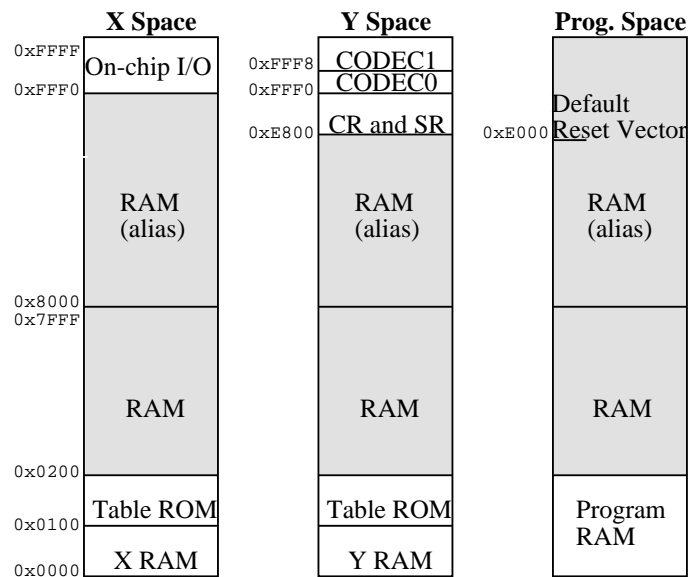 X Space
Y Space
Prog. Space
0xFFFF
On-chip I/O
0xFFF0
RAM
(alias)
0x8000
0x7FFF
RAM
0x0200
Table ROM
0x0100
X RAM
0x0000
0xFFF8
CODEC1
0xFFF0
CODEC0
CR and SR
0xE800
RAM
(alias)
RAM
Table ROM
Y RAM
Default
0xE000
Reset Vector
RAM
(alias)
RAM
Program
RAM